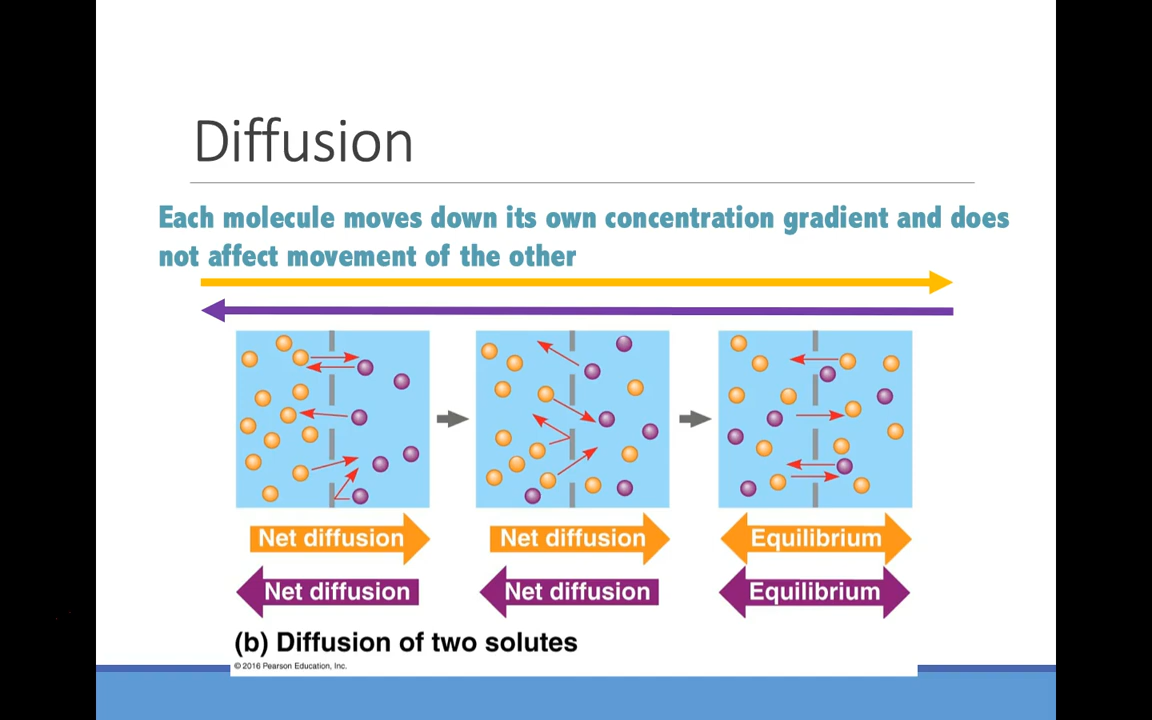 Diffusion
Each molecule moves down its own concentration gradient and does
not affect movement of the other
Net diffusion
Net diffusion
Equilibrium
Net diffusion
Net diffusion
Equilibrium
(b) Diffusion of two solutes
© 2016 Pearson Education, Inc.